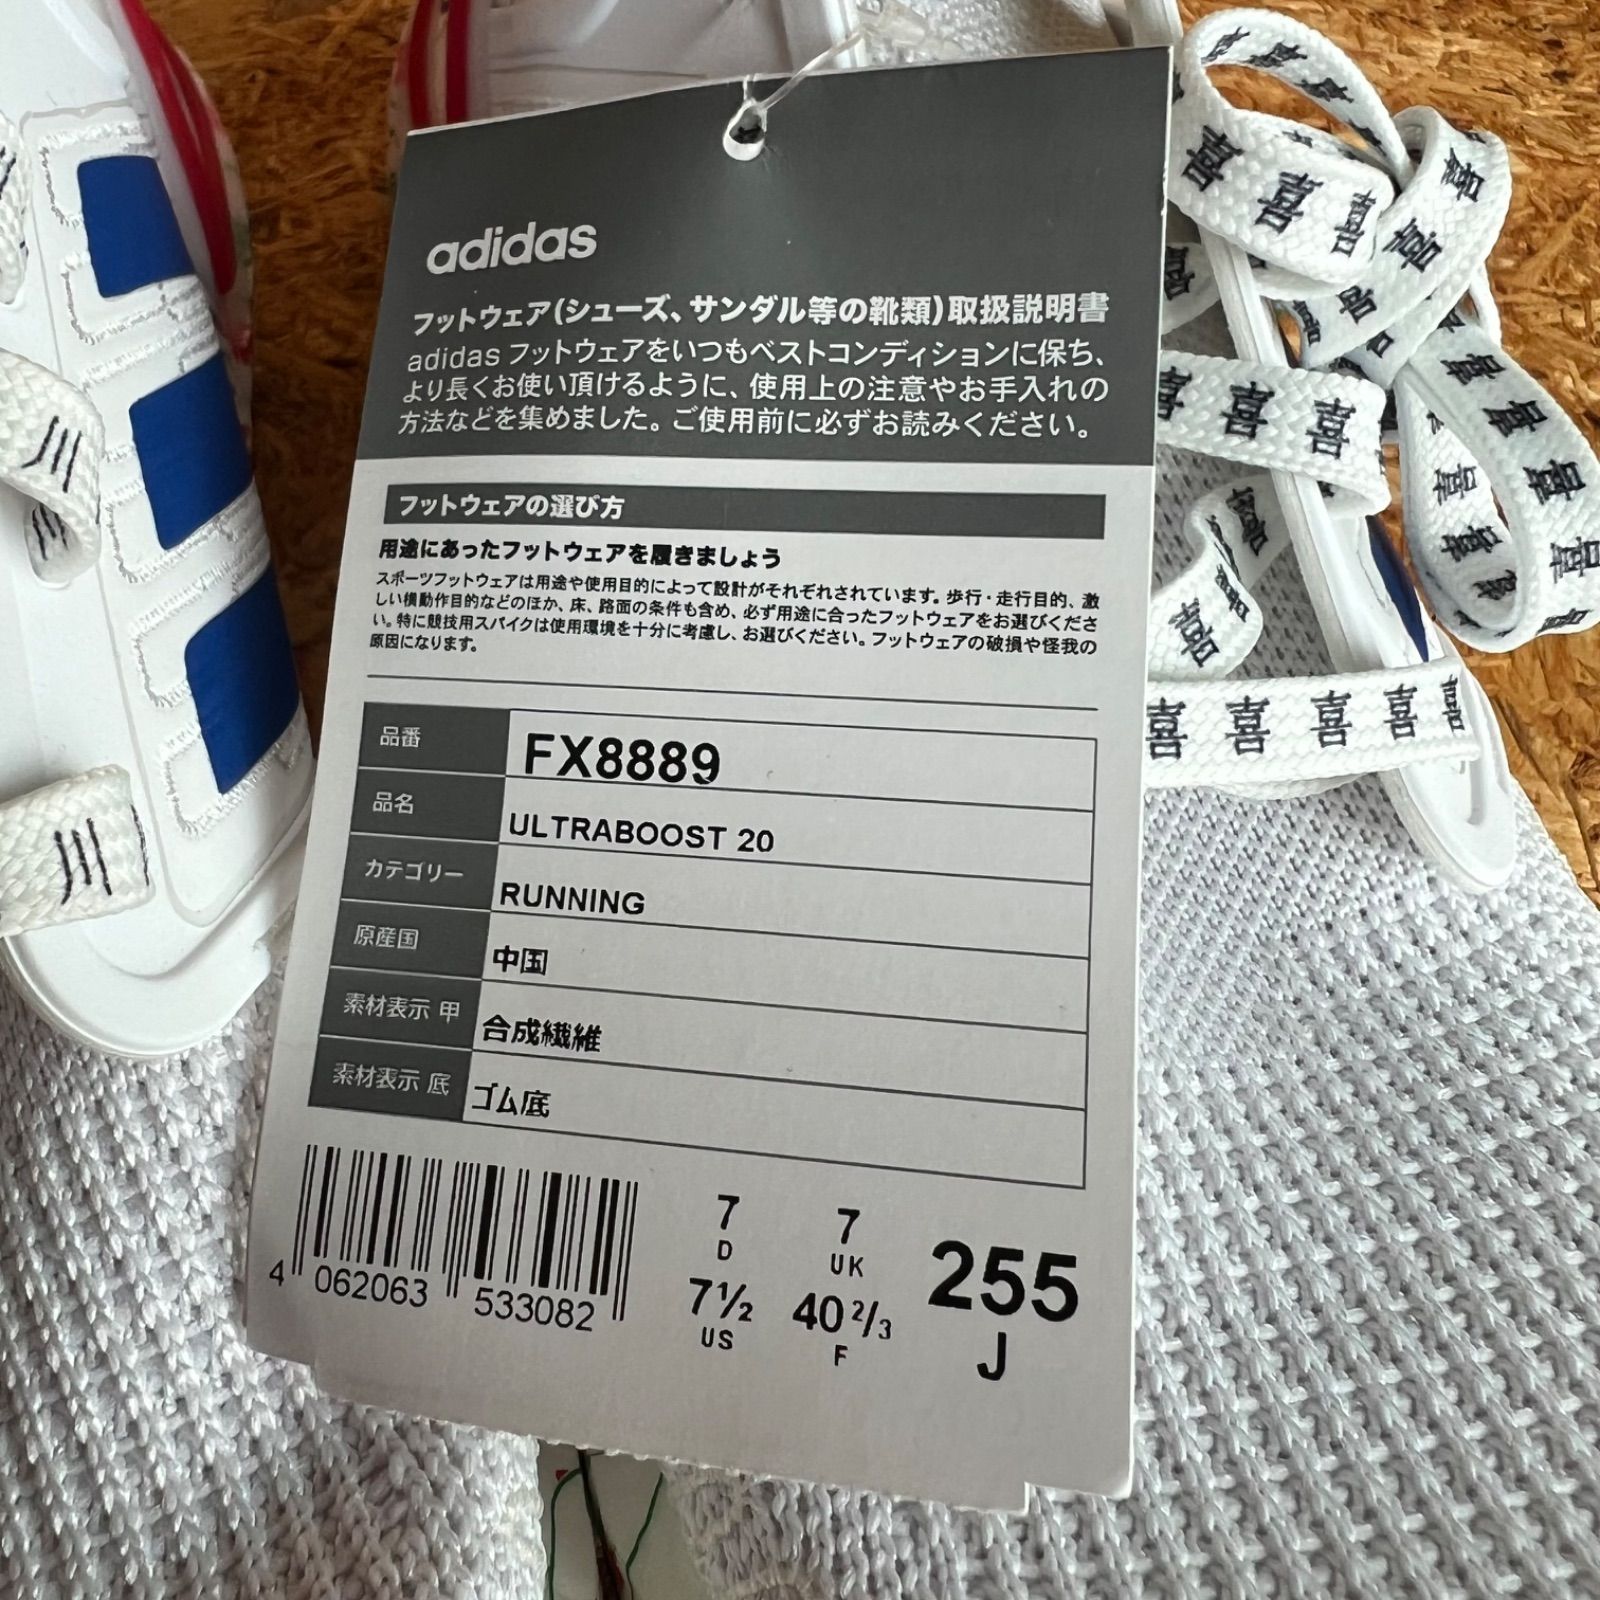 adidas
フットウェア(シューズ、サンダル等の靴類)取扱説明書
adidas フットウェアをいつもベストコンディションに保ち、
より長くお使い頂けるように、使用上の注意やお手入れの
方法などを集めました。ご使用前に必ずお読みください。
フットウェアの選び方
用途にあったフットウェアを履きましょう
スポーツフットウェアは用途や使用目的によって設計がそれぞれされています。歩行・走行目的、激
しい横動作目的などのほか、床、路面の条件も含め、必ず用途に合ったフットウェアをお選びくださ
い。特に競技用スパイクは使用環境を十分に考慮し、お選びください。フットウェアの破損や怪我の
原因になります。
品番 FX8889
品名 ULTRABOOST 20
カテゴリー RUNNING
原産国 中国
素材表示 甲 合成繊維
素材表示 底 ゴム底
4 062063 533082
7 D
7 UK
7½ US
40 2/3 F
255 J
川
川
喜 喜 喜 喜
喜 喜 喜
喜 喜 喜 喜 喜